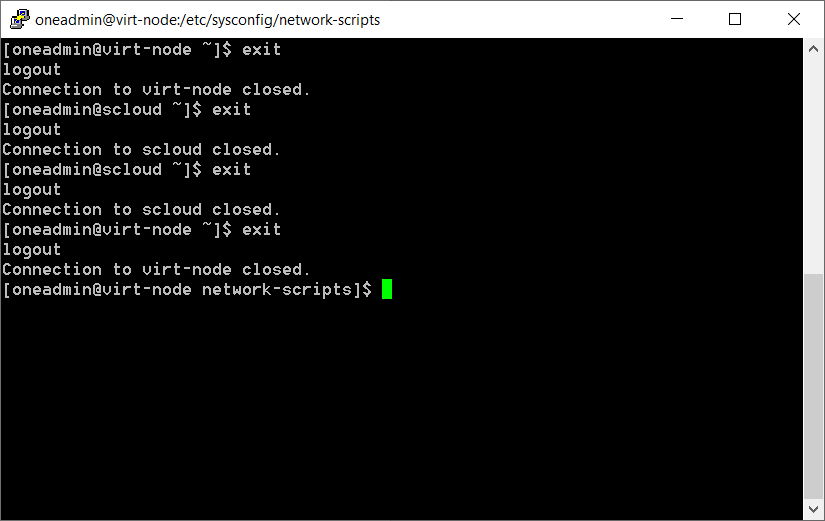 oneadmin@virt-node:/etc/sysconfig/network-scripts
[oneadmin@virt-node ~]$ exit
logout
Connection to virt-node closed.
[oneadmin@scloud ~]$ exit
logout
Connection to scloud closed.
[oneadmin@scloud ~]$ exit
logout
Connection to scloud closed.
[oneadmin@virt-node ~]$ exit
logout
Connection to virt-node closed.
[oneadmin@virt-node network-scripts]$